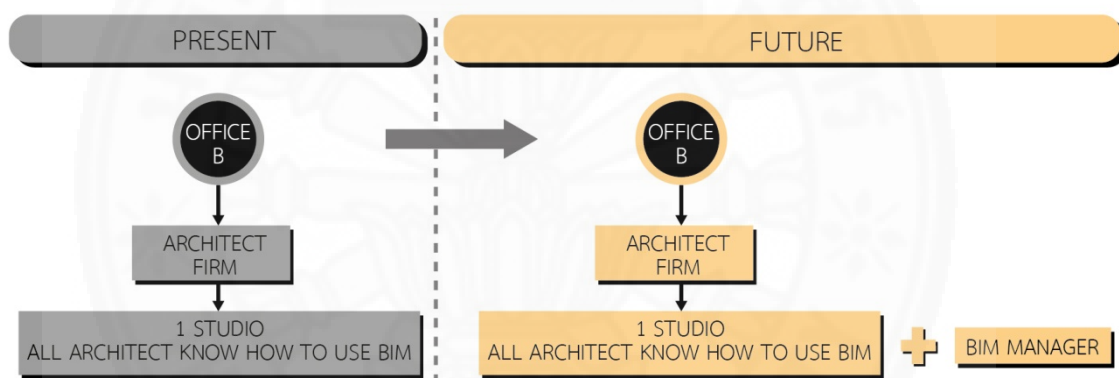 PRESENT
FUTURE
OFFICE
B
OFFICE
B
ARCHITECT
FIRM
ARCHITECT
FIRM
1 STUDIO
ALL ARCHITECT KNOW HOW TO USE BIM
1 STUDIO
ALL ARCHITECT KNOW HOW TO USE BIM
BIM MANAGER